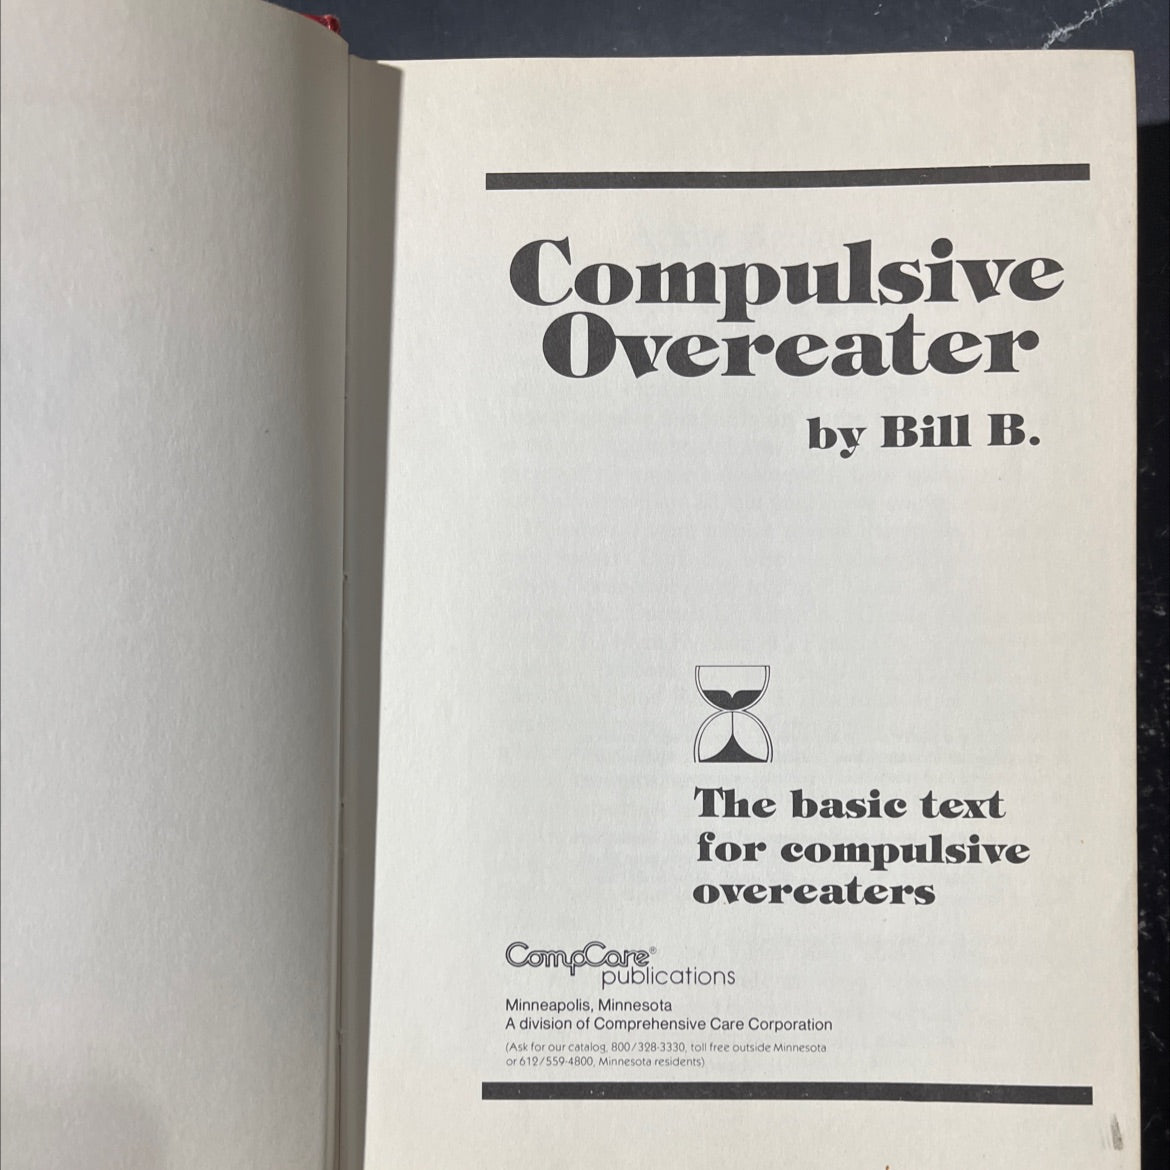 Compulsive
Overeater
by Bill B.
The basic text
for compulsive
overeaters
CompCare®
publications
Minneapolis, Minnesota
A division of Comprehensive Care Corporation
(Ask for our catalog, 800/328-3330, toll free outside Minnesota
or 612/559-4800, Minnesota residents)